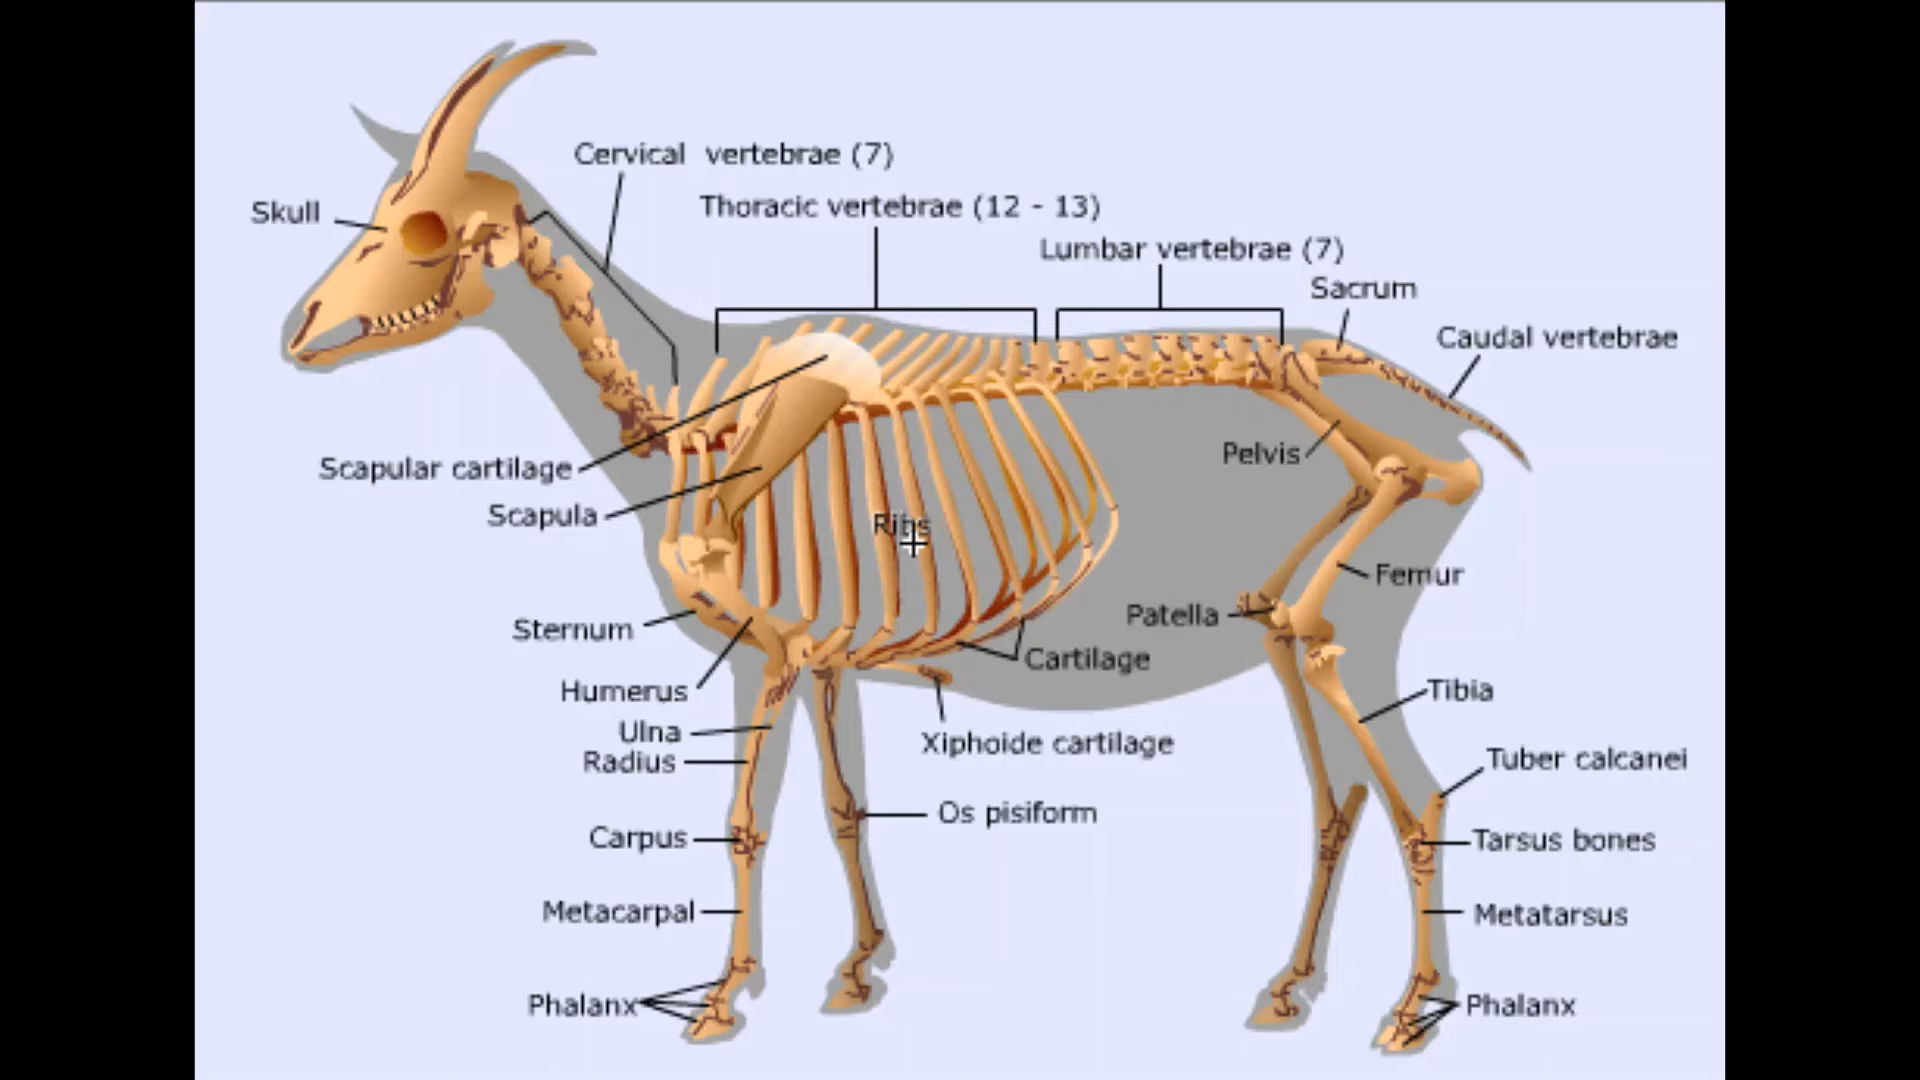 Cervical vertebrae (7)
Thoracic vertebrae (12 - 13)
Skull
Lumbar vertebrae (7)
Sacrum
Caudal vertebrae
Pelvis
Scapular cartilage
Scapula
Ribs
Femur
Patella
Sternum
Cartilage
Humerus
Tibia
Ulna
Xiphoide cartilage
Radius
Tuber calcanei
Os pisiform
Carpus
Tarsus bones
Metacarpal
Metatarsus
Phalanx
Phalanx